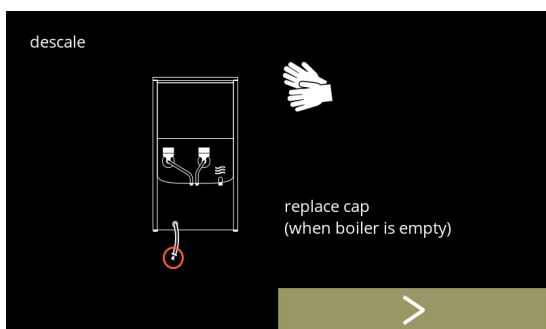 descale
replace cap
(when boiler is empty)